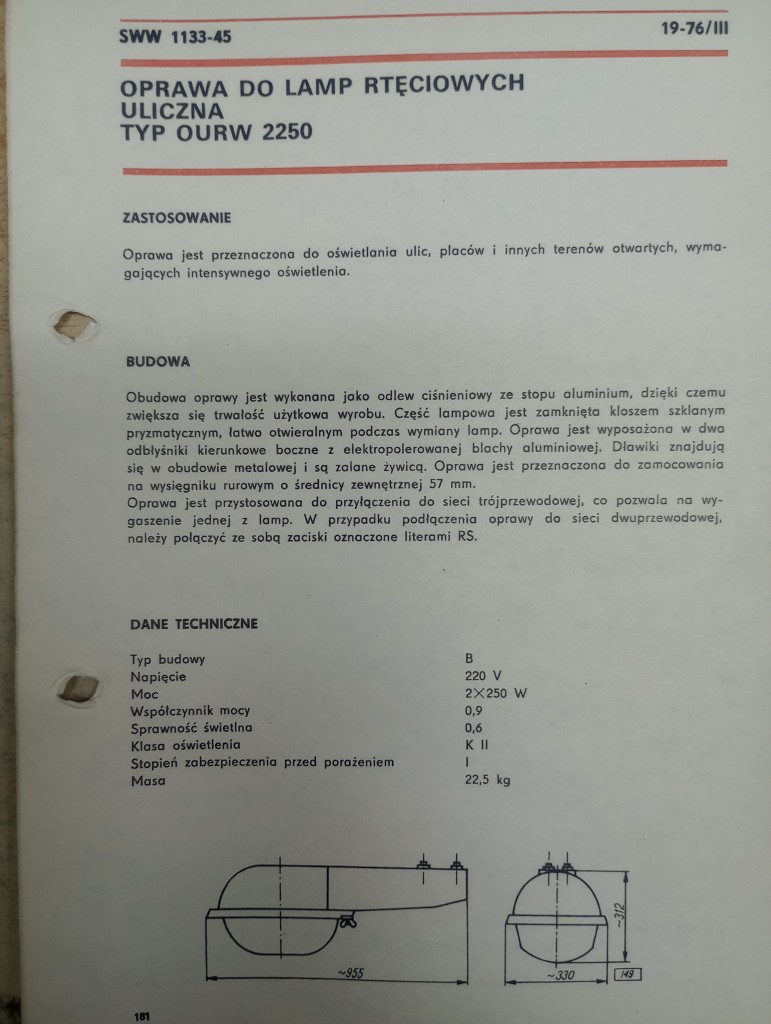 SWW 1133-45
19-76/III
OPRAWA DO LAMP RTĘCIOWYCH
ULICZNA
TYP OURW 2250
ZASTOSOWANIE
Oprawa jest przeznaczona do oświetlania ulic, placów i innych terenów otwartych, wyma-
gających intensywnego oświetlenia.
BUDOWA
Obudowa oprawy jest wykonana jako odlew ciśnieniowy ze stopu aluminium, dzięki czemu
zwiększa się trwałość użytkowa wyrobu. Część lampowa jest zamknięta kloszem szklanym
pryzmatycznym, łatwo otwieralnym podczas wymiany lamp. Oprawa jest wyposażona w dwa
odbłyśniki kierunkowe boczne z elektropolerowanej blachy aluminiowej. Dławiki znajdują
się w obudowie metalowej i są zalane żywicą. Oprawa jest przeznaczona do zamocowania
na wysięgniku rurowym o średnicy zewnętrznej 57 mm.
Oprawa jest przystosowana do przyłączenia do sieci trójprzewodowej, co pozwala na wy-
gaszenie jednej z lamp. W przypadku podłączenia oprawy do sieci dwuprzewodowej,
należy połączyć ze sobą zaciski oznaczone literami RS.
DANE TECHNICZNE
Typ budowy B
Napięcie 220 V
Moc 2×250 W
Współczynnik mocy 0,9
Sprawność świetlna 0,6
Klasa oświetlenia K II
Stopień zabezpieczenia przed porażeniem I
Masa 22,5 kg
~312
~955
~330
149
181